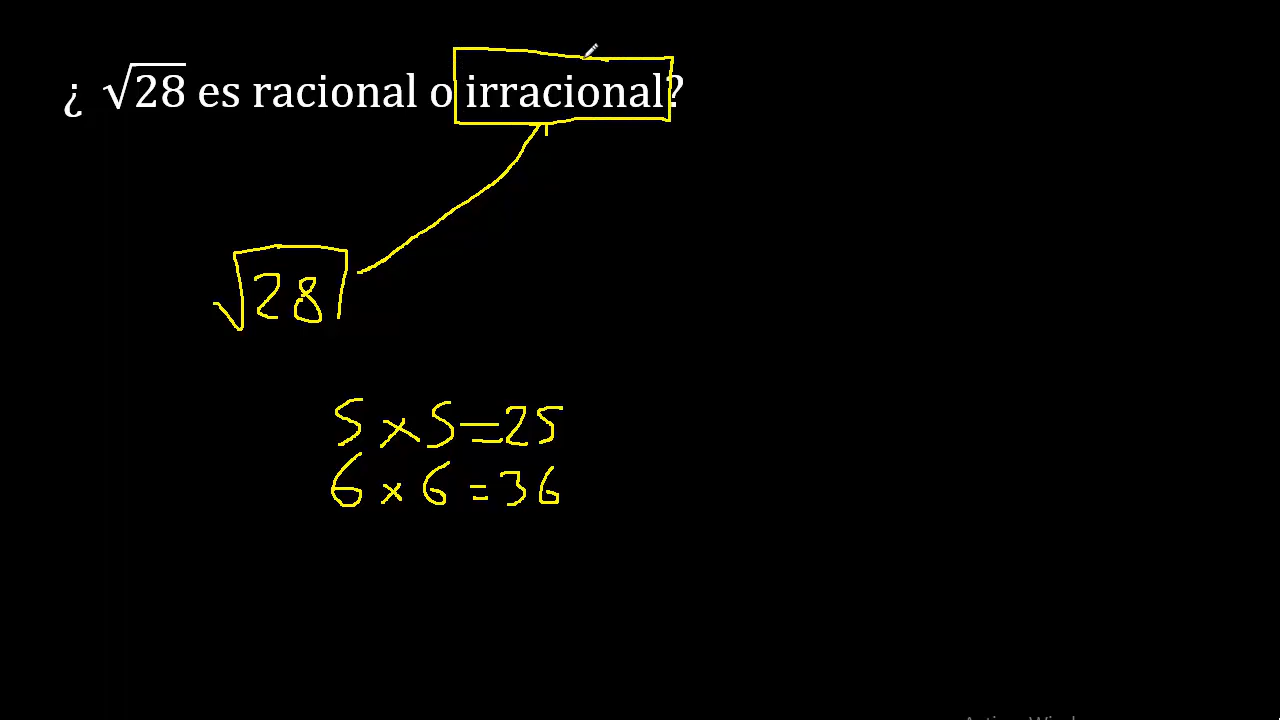 ¿ √28 es racional o irracional?
√28
5 × 5 = 25
6 × 6 = 36